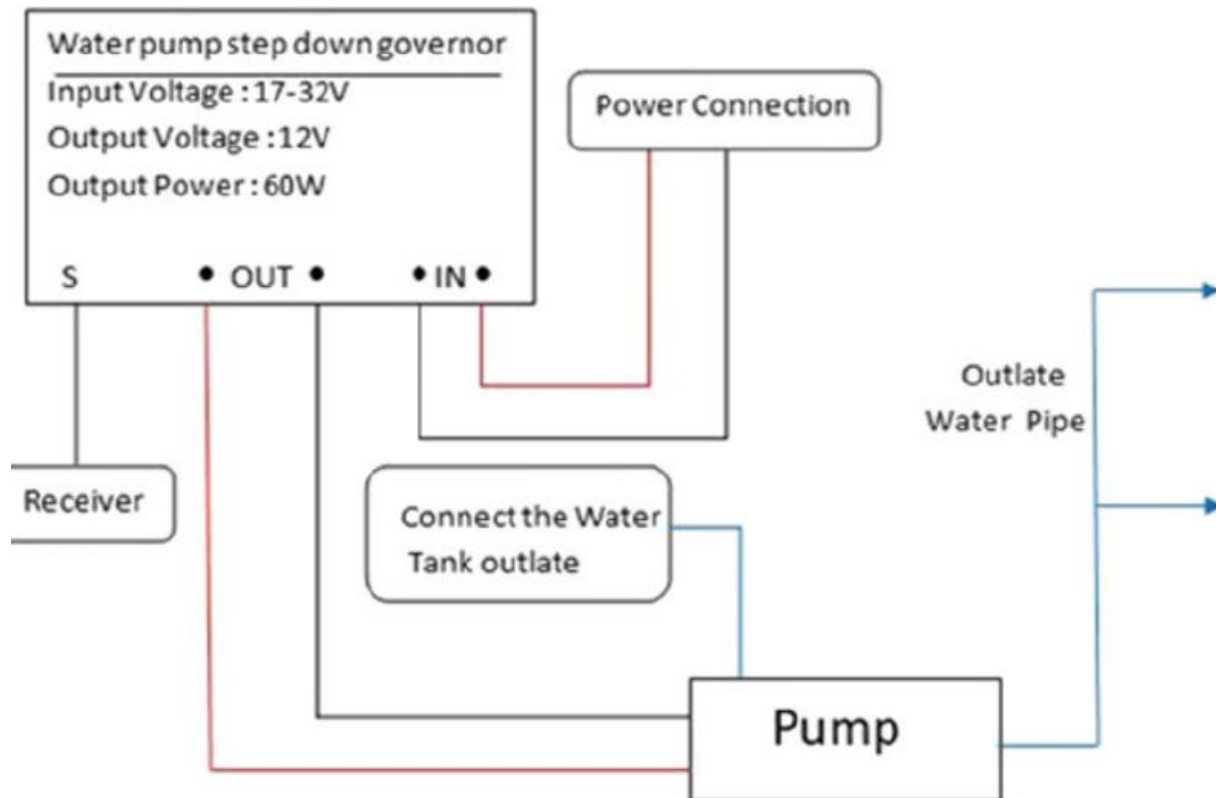 Water pump step down governor
Input Voltage :17-32V
Output Voltage :12V
Output Power : 60W
S
OUT
IN
Power Connection
Outlate
Water Pipe
Receiver
Connect the Water
Tank outlate
Pump